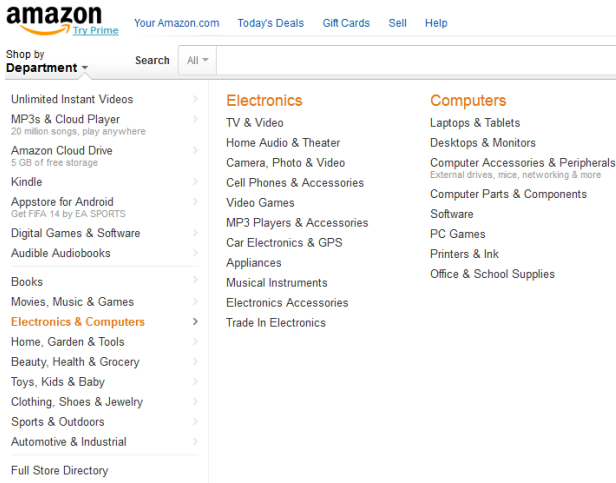 amazon
Try Prime
Your Amazon.com Today's Deals Gift Cards Sell Help
Shop by
Department
Search All
Unlimited Instant Videos
MP3s & Cloud Player
20 million songs, play anywhere
Amazon Cloud Drive
5 GB of free storage
Kindle
Appstore for Android
Get FIFA 14 by EA SPORTS
Digital Games & Software
Audible Audiobooks
Books
Movies, Music & Games
Electronics & Computers
Home, Garden & Tools
Beauty, Health & Grocery
Toys, Kids & Baby
Clothing, Shoes & Jewelry
Sports & Outdoors
Automotive & Industrial
Full Store Directory
Electronics
TV & Video
Home Audio & Theater
Camera, Photo & Video
Cell Phones & Accessories
Video Games
MP3 Players & Accessories
Car Electronics & GPS
Appliances
Musical Instruments
Electronics Accessories
Trade In Electronics
Computers
Laptops & Tablets
Desktops & Monitors
Computer Accessories & Peripherals
External drives, mice, networking & more
Computer Parts & Components
Software
PC Games
Printers & Ink
Office & School Supplies